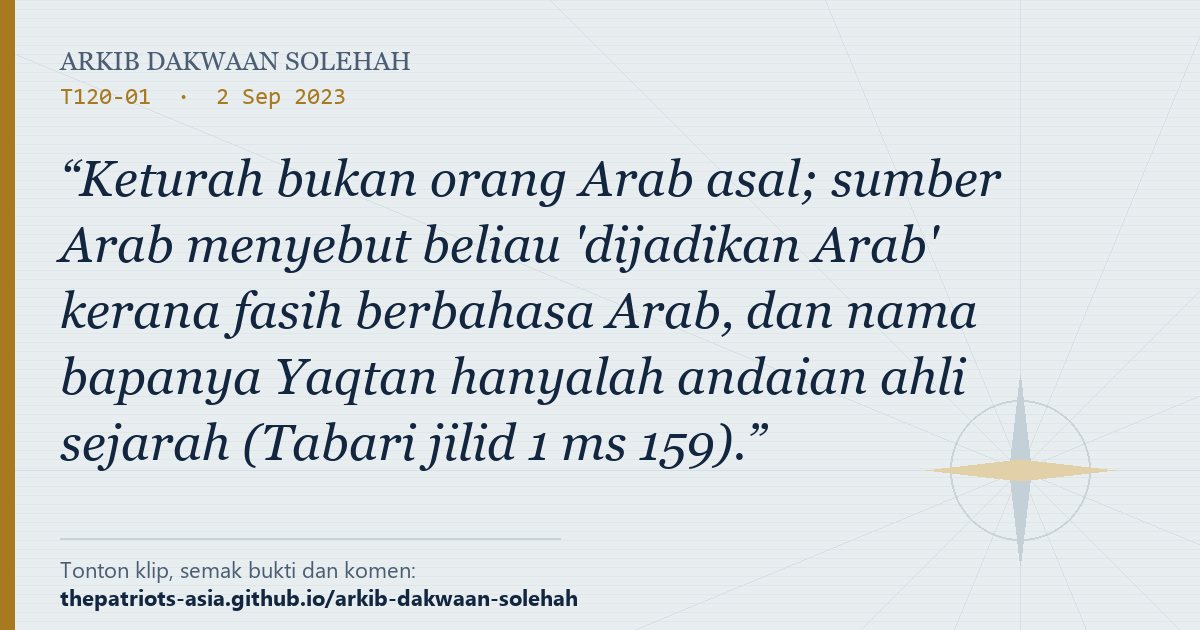 ARKIB DAKWAAN SOLEHAH
T120-01 · 2 Sep 2023
“Keturah bukan orang Arab asal; sumber
Arab menyebut beliau 'dijadikan Arab'
kerana fasih berbahasa Arab, dan nama
bapanya Yaqtan hanyalah andaian ahli
sejarah (Tabari jilid 1 ms 159).”
Tonton klip, semak bukti dan komen:
thepatriots-asia.github.io/arkib-dakwaan-solehah